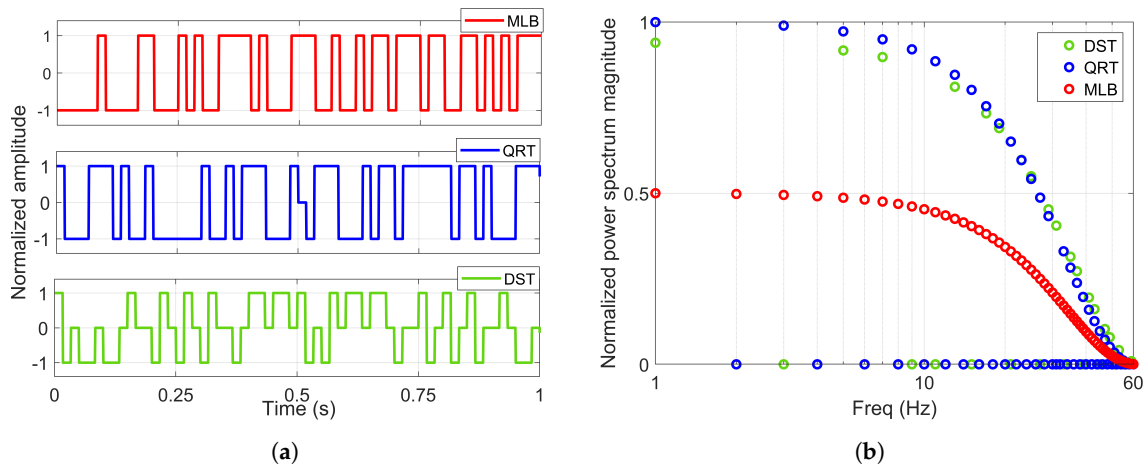 MLB
1
0
-1
QRT
1
0
-1
DST
1
0
-1
0
0.25
0.5
0.75
1
Normalized amplitude
Time (s)
(a)
1
0.5
0
1
10
60
Normalized power spectrum magnitude
Freq (Hz)
DST
QRT
MLB
(b)